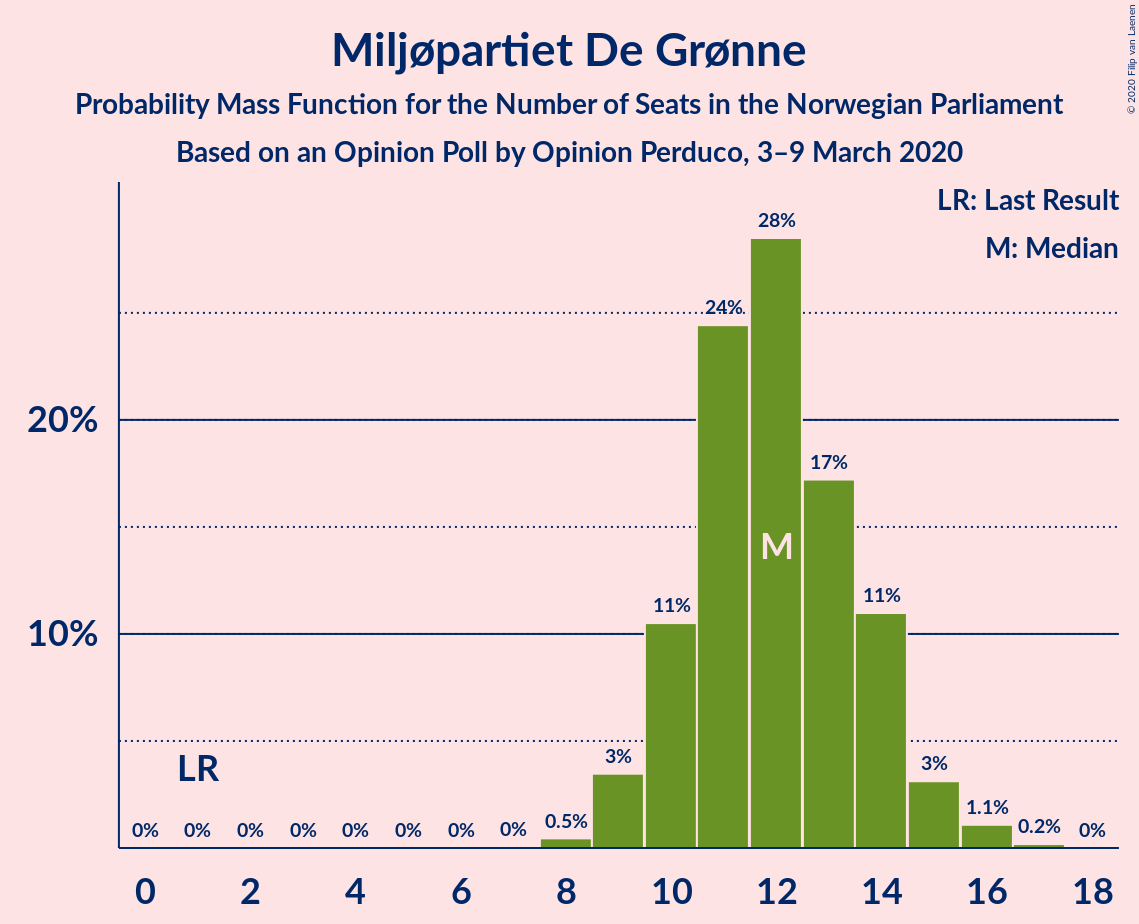 Miljøpartiet De Grønne
Probability Mass Function for the Number of Seats in the Norwegian Parliament
Based on an Opinion Poll by Opinion Perduco, 3–9 March 2020
© 2020 Filip van Laenen
LR: Last Result
M: Median
28%
24%
20%
17%
M
11%
11%
10%
LR
3%
3%
0% 0% 0% 0% 0% 0% 0% 0% 0.5% 1.1% 0.2% 0%
0 2 4 6 8 10 12 14 16 18